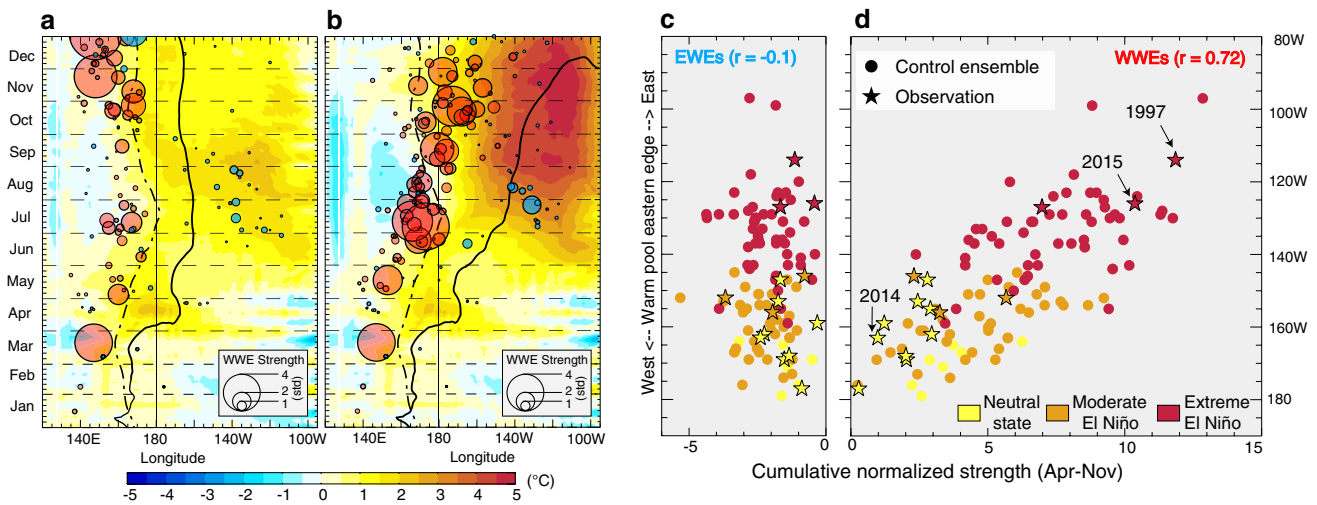 a
b
c
d
Dec
Nov
Oct
Sep
Aug
Jul
Jun
May
Apr
Mar
Feb
Jan
WWE Strength
4
2
1
(std)
WWE Strength
4
2
1
(std)
140E 180 140W 100W
140E 180 140W 100W
Longitude
Longitude
-5 -4 -3 -2 -1 0 1 2 3 4 5 (°C)
EWEs (r = -0.1)
West <-- Warm pool eastern edge --> East
-5 0
Control ensemble
Observation
WWEs (r = 0.72)
1997
2015
2014
Neutral state
Moderate El Niño
Extreme El Niño
80W
100W
120W
140W
160W
180
0 5 10 15
Cumulative normalized strength (Apr-Nov)